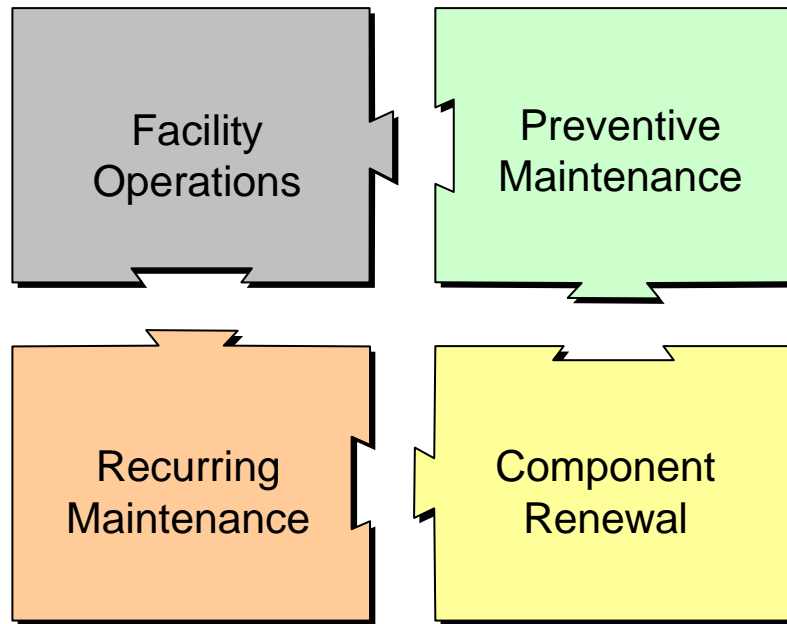 Facility
Operations
Preventive
Maintenance
Recurring
Maintenance
Component
Renewal